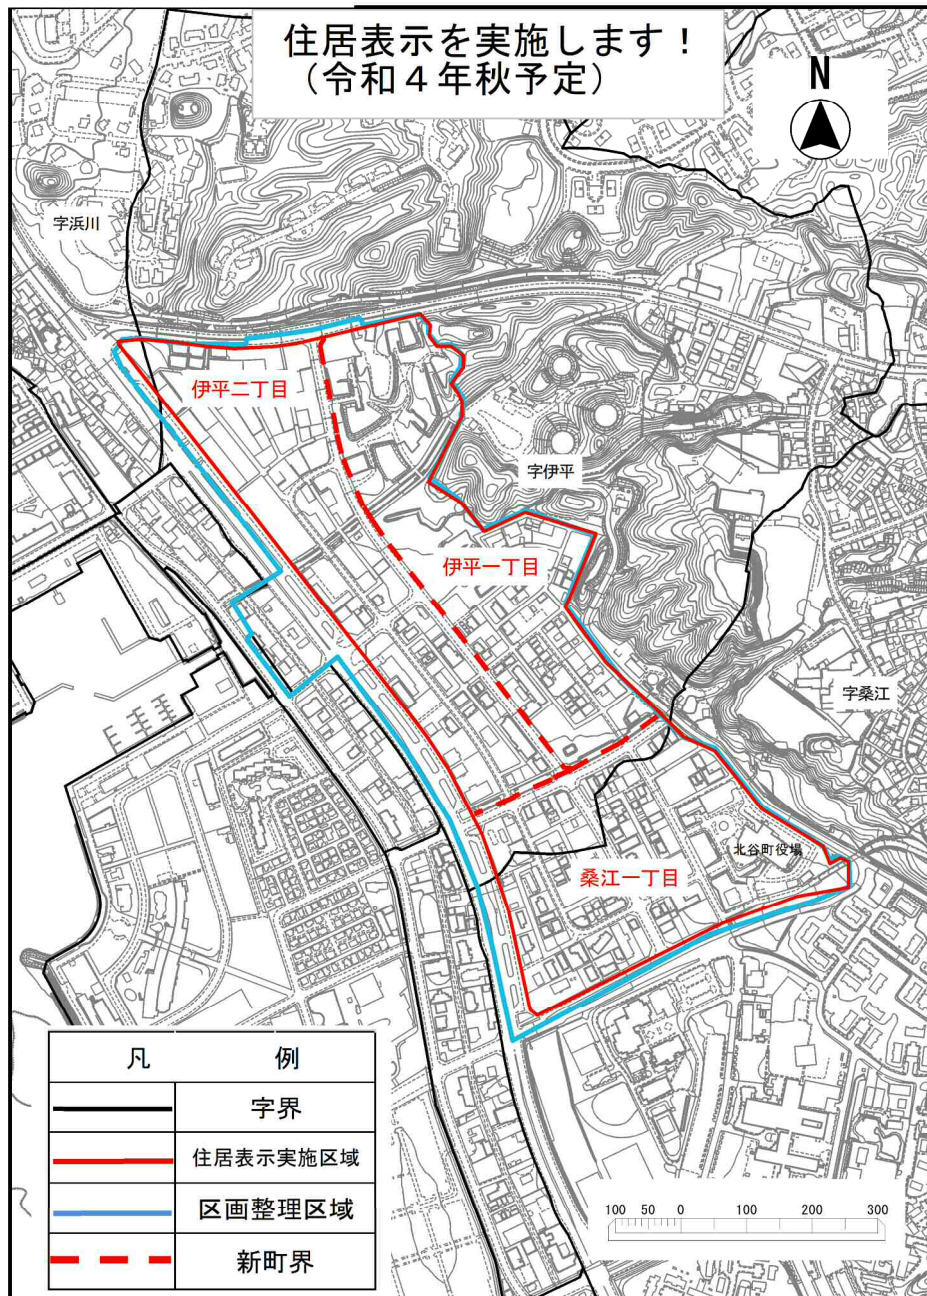 住居表示を実施します！
（令和４年秋予定）
N
字浜川
伊平二丁目
字伊平
伊平一丁目
字桑江
北谷町役場
桑江一丁目
凡 例
字界
住居表示実施区域
区画整理区域
新町界
100 50 0 100 200 300